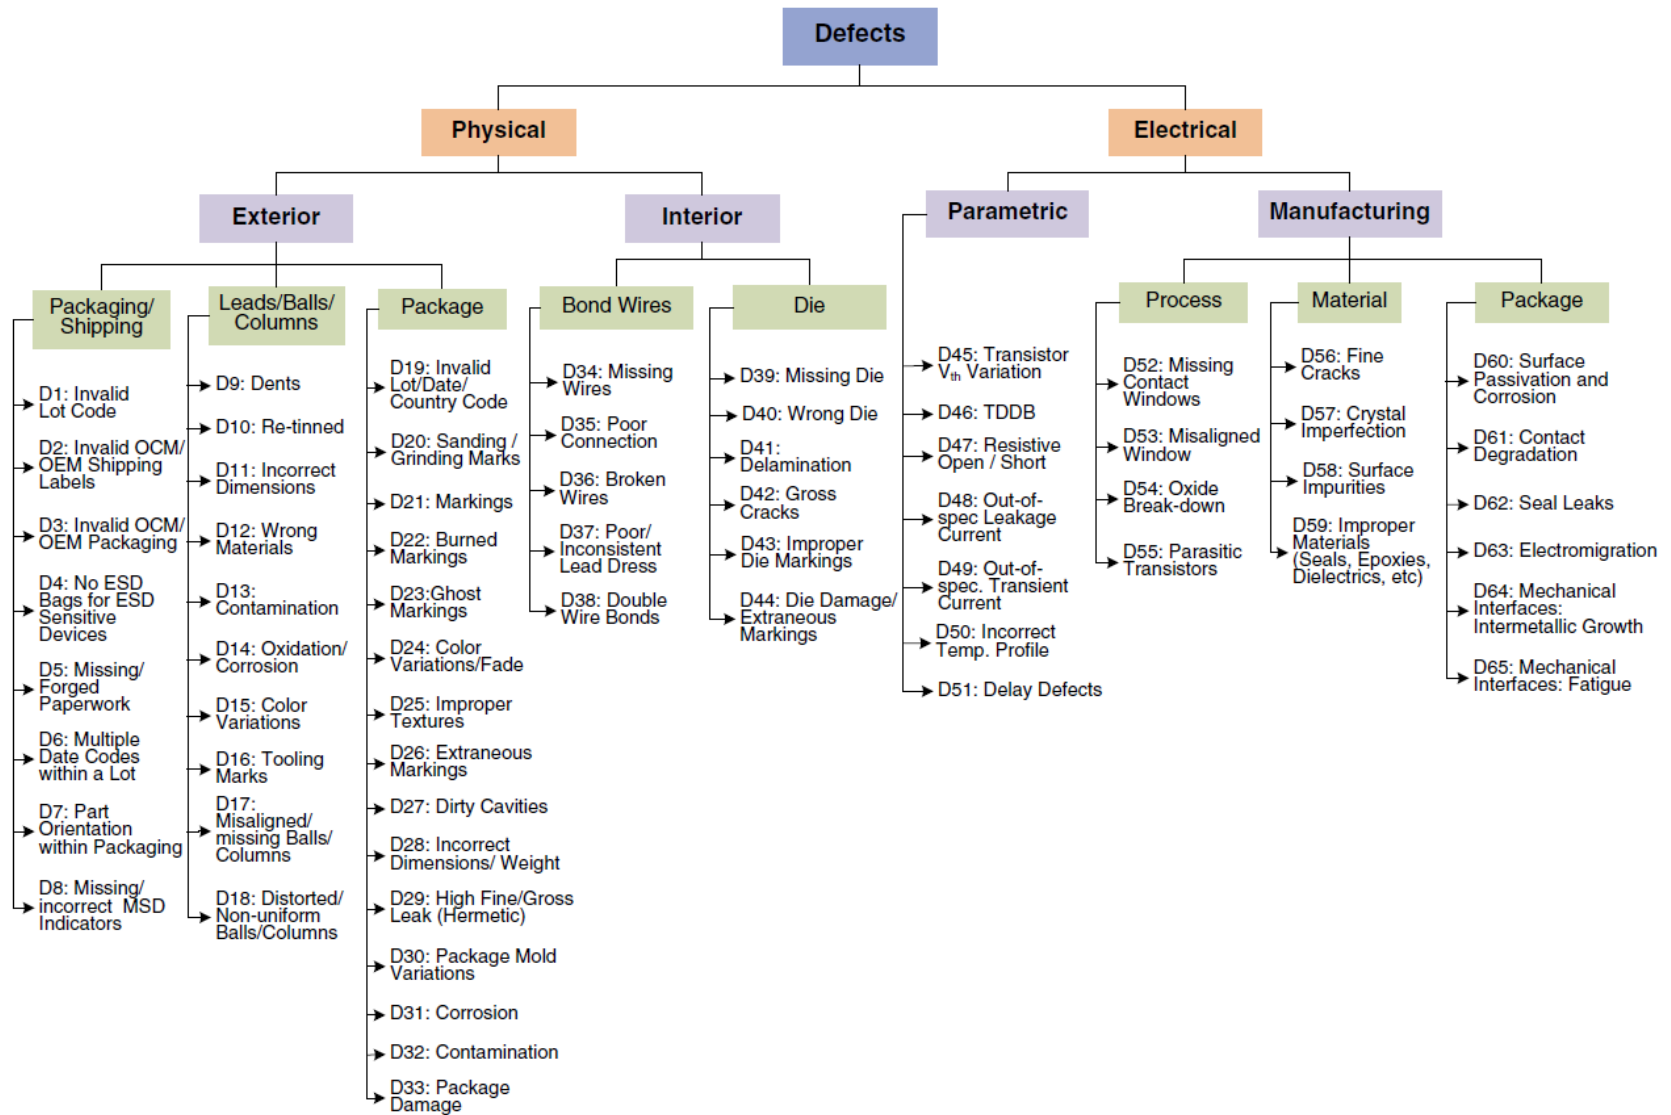 Defects
Physical
Electrical
Exterior
Interior
Parametric
Manufacturing
Packaging/
Shipping
D1: Invalid
Lot Code
D2: Invalid OCM/
OEM Shipping
Labels
D3: Invalid OCM/
OEM Packaging
D4: No ESD
Bags for ESD
Sensitive
Devices
D5: Missing/
Forged
Paperwork
D6: Multiple
Date Codes
within a Lot
D7: Part
Orientation
within Packaging
D8: Missing/
incorrect MSD
Indicators
Leads/Balls/
Columns
D9: Dents
D10: Re-tinned
D11: Incorrect
Dimensions
D12: Wrong
Materials
D13:
Contamination
D14: Oxidation/
Corrosion
D15: Color
Variations
D16: Tooling
Marks
D17:
Misaligned/
missing Balls/
Columns
D18: Distorted/
Non-uniform
Balls/Columns
Package
D19: Invalid
Lot/Date/
Country Code
D20: Sanding /
Grinding Marks
D21: Markings
D22: Burned
Markings
D23:Ghost
Markings
D24: Color
Variations/Fade
D25: Improper
Textures
D26: Extraneous
Markings
D27: Dirty Cavities
D28: Incorrect
Dimensions/ Weight
D29: High Fine/Gross
Leak (Hermetic)
D30: Package Mold
Variations
D31: Corrosion
D32: Contamination
D33: Package
Damage
Bond Wires
D34: Missing
Wires
D35: Poor
Connection
D36: Broken
Wires
D37: Poor/
Inconsistent
Lead Dress
D38: Double
Wire Bonds
Die
D39: Missing Die
D40: Wrong Die
D41:
Delamination
D42: Gross
Cracks
D43: Improper
Die Markings
D44: Die Damage/
Extraneous
Markings
D45: Transistor
Vth Variation
D46: TDDB
D47: Resistive
Open / Short
D48: Out-of-
spec Leakage
Current
D49: Out-of-
spec. Transient
Current
D50: Incorrect
Temp. Profile
D51: Delay Defects
Process
D52: Missing
Contact
Windows
D53: Misaligned
Window
D54: Oxide
Break-down
D55: Parasitic
Transistors
Material
D56: Fine
Cracks
D57: Crystal
Imperfection
D58: Surface
Impurities
D59: Improper
Materials
(Seals, Epoxies,
Dielectrics, etc)
Package
D60: Surface
Passivation and
Corrosion
D61: Contact
Degradation
D62: Seal Leaks
D63: Electromigration
D64: Mechanical
Interfaces:
Intermetallic Growth
D65: Mechanical
Interfaces: Fatigue